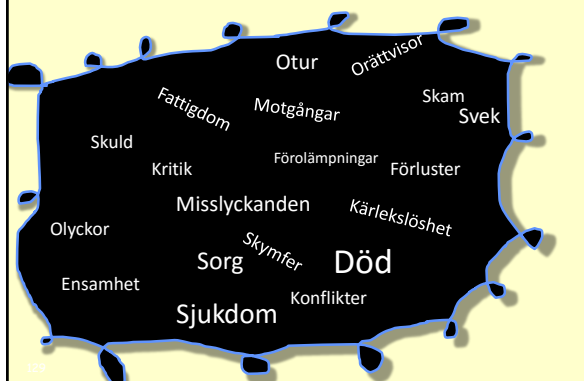 Otur
Orättvisor
Fattigdom
Motgångar
Skam
Svek
Skuld
Kritik
Förolämpningar
Förluster
Misslyckanden
Kärlekslöshet
Olyckor
Skymfer
Sorg
Död
Ensamhet
Konflikter
Sjukdom